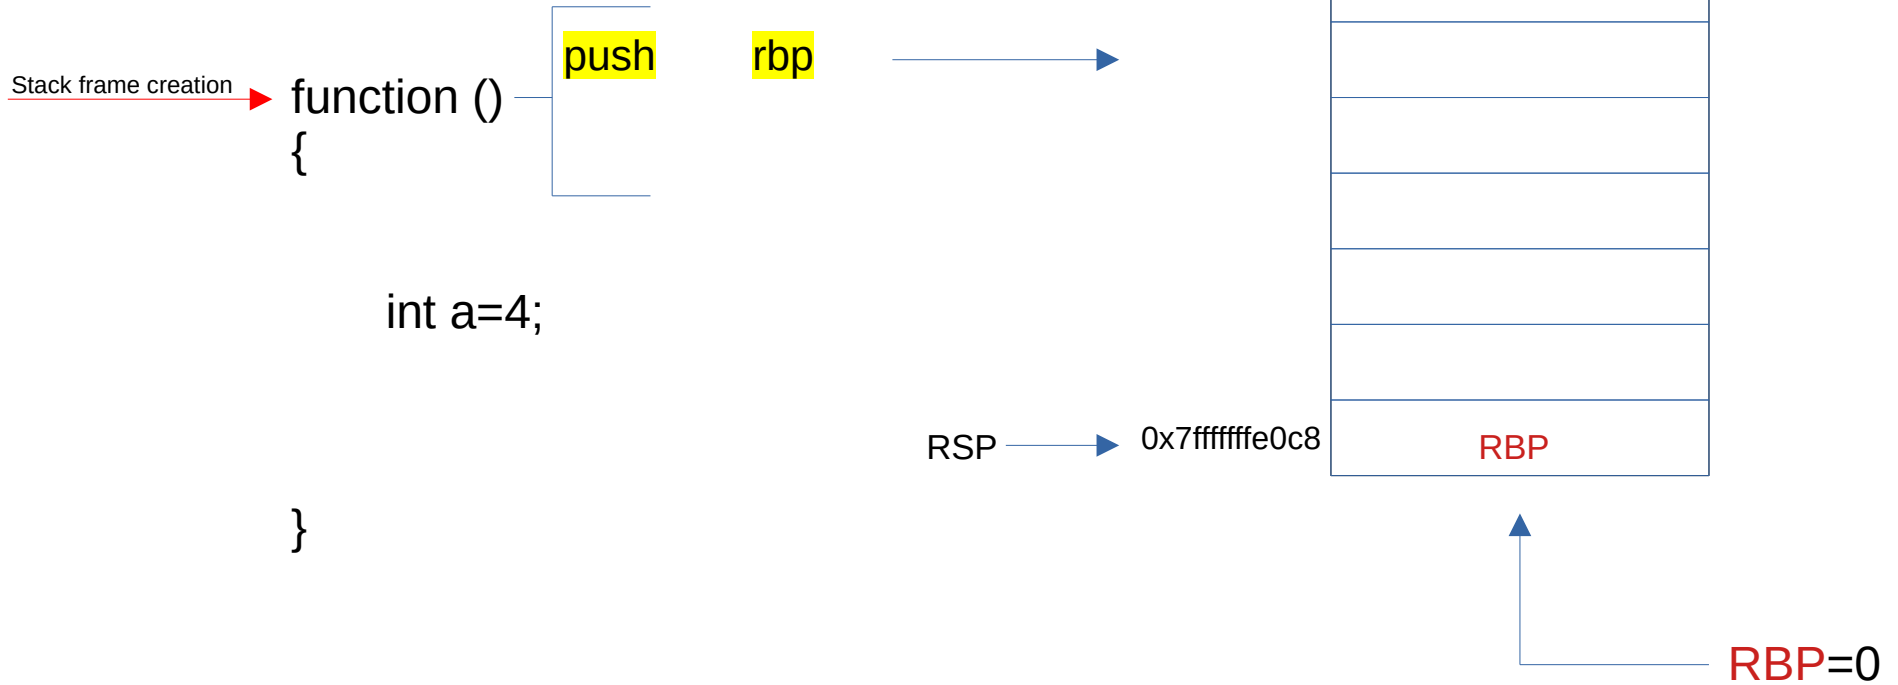 push rbp
Stack frame creation
function ()
{
int a=4;
RSP
0x7fffffffe0c8
RBP
}
RBP=0